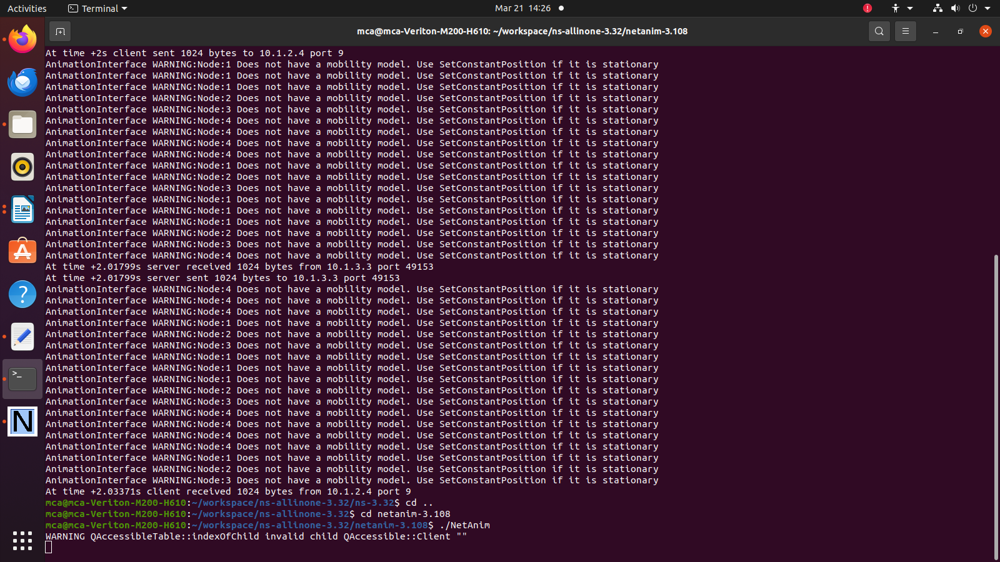 Activities
Terminal
Mar 21 14:26
mca@mca-Veriton-M200-H610: ~/workspace/ns-allinone-3.32/netanim-3.108
At time +2s client sent 1024 bytes to 10.1.2.4 port 9
AnimationInterface WARNING:Node:1 Does not have a mobility model. Use SetConstantPosition if it is stationary
AnimationInterface WARNING:Node:1 Does not have a mobility model. Use SetConstantPosition if it is stationary
AnimationInterface WARNING:Node:1 Does not have a mobility model. Use SetConstantPosition if it is stationary
AnimationInterface WARNING:Node:2 Does not have a mobility model. Use SetConstantPosition if it is stationary
AnimationInterface WARNING:Node:3 Does not have a mobility model. Use SetConstantPosition if it is stationary
AnimationInterface WARNING:Node:4 Does not have a mobility model. Use SetConstantPosition if it is stationary
AnimationInterface WARNING:Node:4 Does not have a mobility model. Use SetConstantPosition if it is stationary
AnimationInterface WARNING:Node:4 Does not have a mobility model. Use SetConstantPosition if it is stationary
AnimationInterface WARNING:Node:4 Does not have a mobility model. Use SetConstantPosition if it is stationary
AnimationInterface WARNING:Node:1 Does not have a mobility model. Use SetConstantPosition if it is stationary
AnimationInterface WARNING:Node:2 Does not have a mobility model. Use SetConstantPosition if it is stationary
AnimationInterface WARNING:Node:3 Does not have a mobility model. Use SetConstantPosition if it is stationary
AnimationInterface WARNING:Node:1 Does not have a mobility model. Use SetConstantPosition if it is stationary
AnimationInterface WARNING:Node:1 Does not have a mobility model. Use SetConstantPosition if it is stationary
AnimationInterface WARNING:Node:1 Does not have a mobility model. Use SetConstantPosition if it is stationary
AnimationInterface WARNING:Node:2 Does not have a mobility model. Use SetConstantPosition if it is stationary
AnimationInterface WARNING:Node:3 Does not have a mobility model. Use SetConstantPosition if it is stationary
AnimationInterface WARNING:Node:4 Does not have a mobility model. Use SetConstantPosition if it is stationary
At time +2.01799s server received 1024 bytes from 10.1.3.3 port 49153
At time +2.01799s server sent 1024 bytes to 10.1.3.3 port 49153
AnimationInterface WARNING:Node:4 Does not have a mobility model. Use SetConstantPosition if it is stationary
AnimationInterface WARNING:Node:4 Does not have a mobility model. Use SetConstantPosition if it is stationary
AnimationInterface WARNING:Node:4 Does not have a mobility model. Use SetConstantPosition if it is stationary
AnimationInterface WARNING:Node:1 Does not have a mobility model. Use SetConstantPosition if it is stationary
AnimationInterface WARNING:Node:2 Does not have a mobility model. Use SetConstantPosition if it is stationary
AnimationInterface WARNING:Node:3 Does not have a mobility model. Use SetConstantPosition if it is stationary
AnimationInterface WARNING:Node:1 Does not have a mobility model. Use SetConstantPosition if it is stationary
AnimationInterface WARNING:Node:1 Does not have a mobility model. Use SetConstantPosition if it is stationary
AnimationInterface WARNING:Node:1 Does not have a mobility model. Use SetConstantPosition if it is stationary
AnimationInterface WARNING:Node:2 Does not have a mobility model. Use SetConstantPosition if it is stationary
AnimationInterface WARNING:Node:3 Does not have a mobility model. Use SetConstantPosition if it is stationary
AnimationInterface WARNING:Node:4 Does not have a mobility model. Use SetConstantPosition if it is stationary
AnimationInterface WARNING:Node:4 Does not have a mobility model. Use SetConstantPosition if it is stationary
AnimationInterface WARNING:Node:4 Does not have a mobility model. Use SetConstantPosition if it is stationary
AnimationInterface WARNING:Node:4 Does not have a mobility model. Use SetConstantPosition if it is stationary
AnimationInterface WARNING:Node:1 Does not have a mobility model. Use SetConstantPosition if it is stationary
AnimationInterface WARNING:Node:2 Does not have a mobility model. Use SetConstantPosition if it is stationary
AnimationInterface WARNING:Node:3 Does not have a mobility model. Use SetConstantPosition if it is stationary
At time +2.03371s client received 1024 bytes from 10.1.2.4 port 9
mca@mca-Veriton-M200-H610:~/workspace/ns-allinone-3.32/ns-3.32$ cd ..
mca@mca-Veriton-M200-H610:~/workspace/ns-allinone-3.32$ cd netanim-3.108
mca@mca-Veriton-M200-H610:~/workspace/ns-allinone-3.32/netanim-3.108$ ./NetAnim
WARNING QAccessibleTable::indexOfChild invalid child QAccessible::Client ""